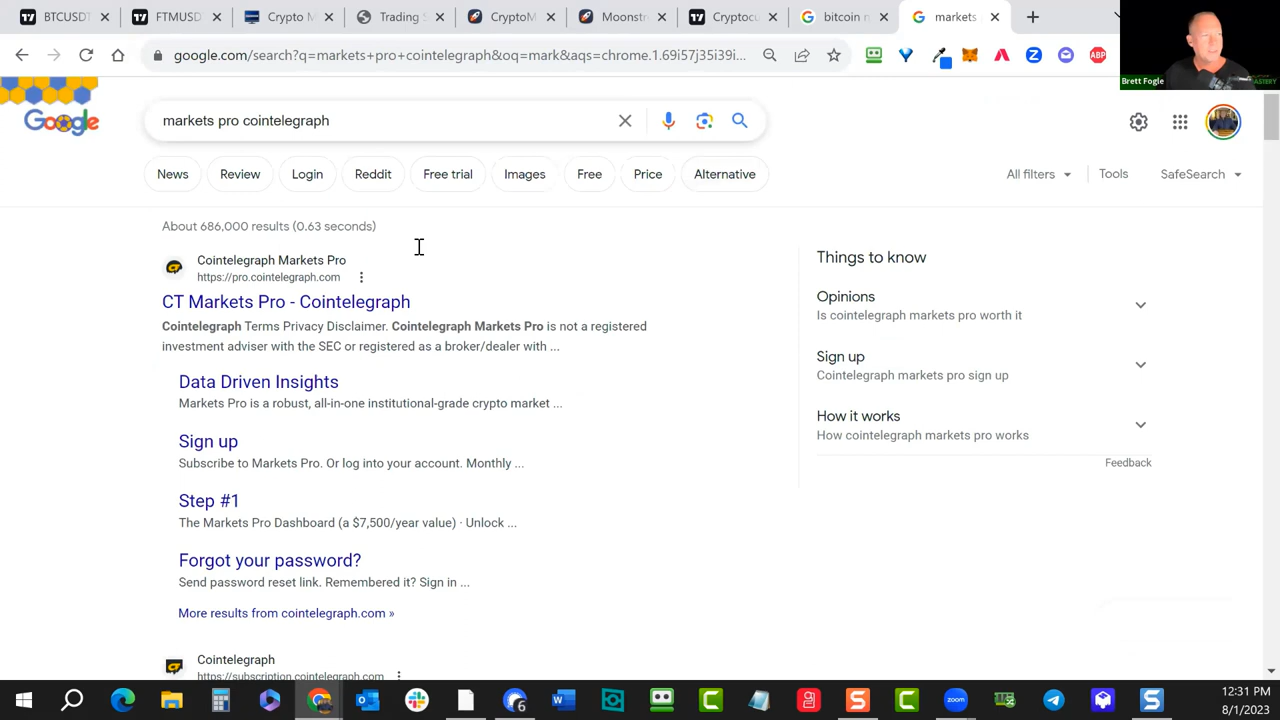 BTCUSDT
FTMUSD
Crypto M
Trading S
CryptoM
Moonstr
Cryptocu
bitcoin n
markets
google.com/search?q=markets+pro+cointelegraph&oq=mark&aqs=chrome.1.69i57j35i39i...
ABP
Brett Fogle
markets pro cointelegraph
News
Review
Login
Reddit
Free trial
Images
Free
Price
Alternative
All filters
Tools
SafeSearch
About 686,000 results (0.63 seconds)
Cointelegraph Markets Pro
https://pro.cointelegraph.com
CT Markets Pro - Cointelegraph
Cointelegraph Terms Privacy Disclaimer. Cointelegraph Markets Pro is not a registered
investment adviser with the SEC or registered as a broker/dealer with ...
Data Driven Insights
Markets Pro is a robust, all-in-one institutional-grade crypto market ...
Sign up
Subscribe to Markets Pro. Or log into your account. Monthly ...
Step #1
The Markets Pro Dashboard (a $7,500/year value) · Unlock ...
Forgot your password?
Send password reset link. Remembered it? Sign in ...
More results from cointelegraph.com »
Cointelegraph
https://subscription.cointelegraph.com
Things to know
Opinions
Is cointelegraph markets pro worth it
Sign up
Cointelegraph markets pro sign up
How it works
How cointelegraph markets pro works
Feedback
zoom
12:31 PM
8/1/2023